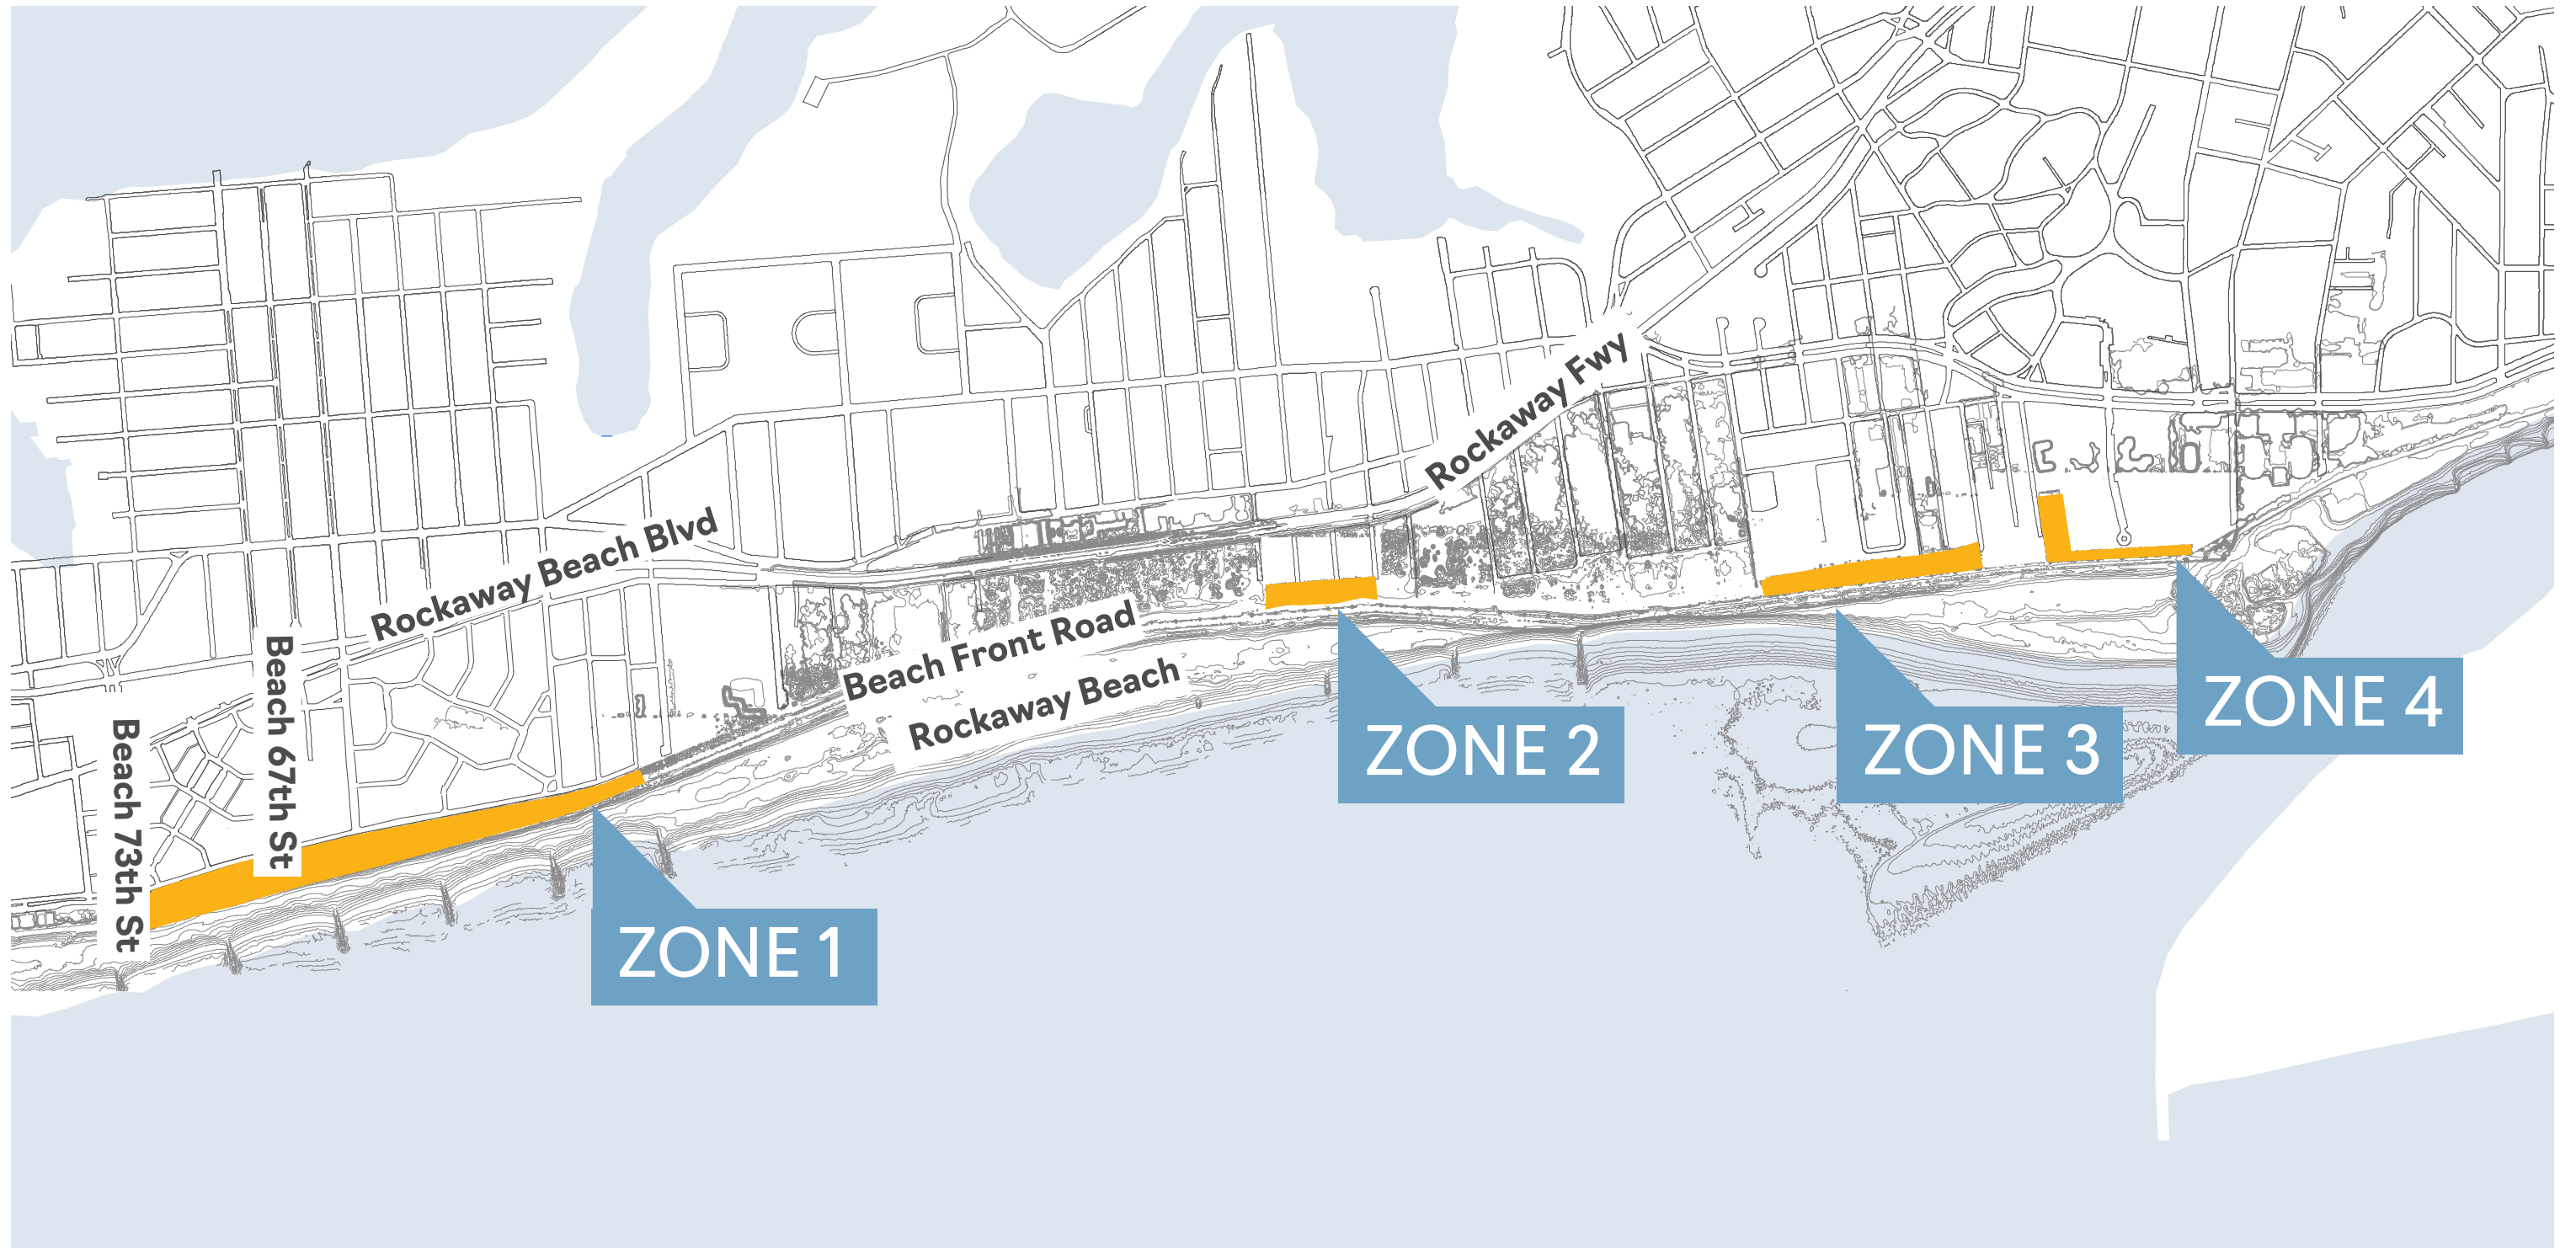 Rockaway Fwy
Rockaway Beach Blvd
Beach Front Road
Rockaway Beach
Beach 67th St
Beach 73th St
ZONE 1
ZONE 2
ZONE 3
ZONE 4